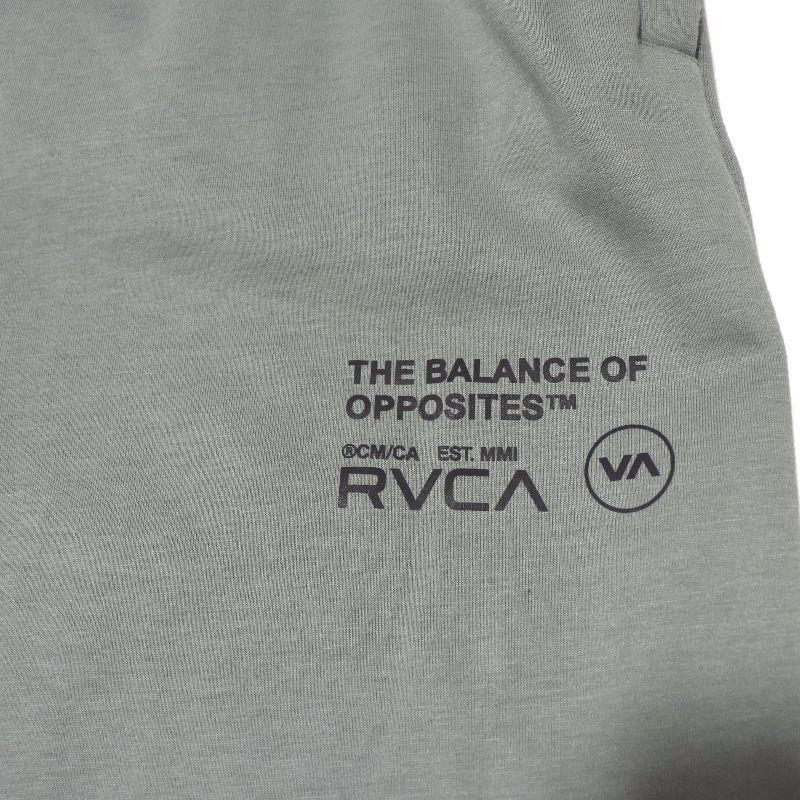 THE BALANCE OF
OPPOSITES™
®CM/CA EST. MMI
RVCA VA